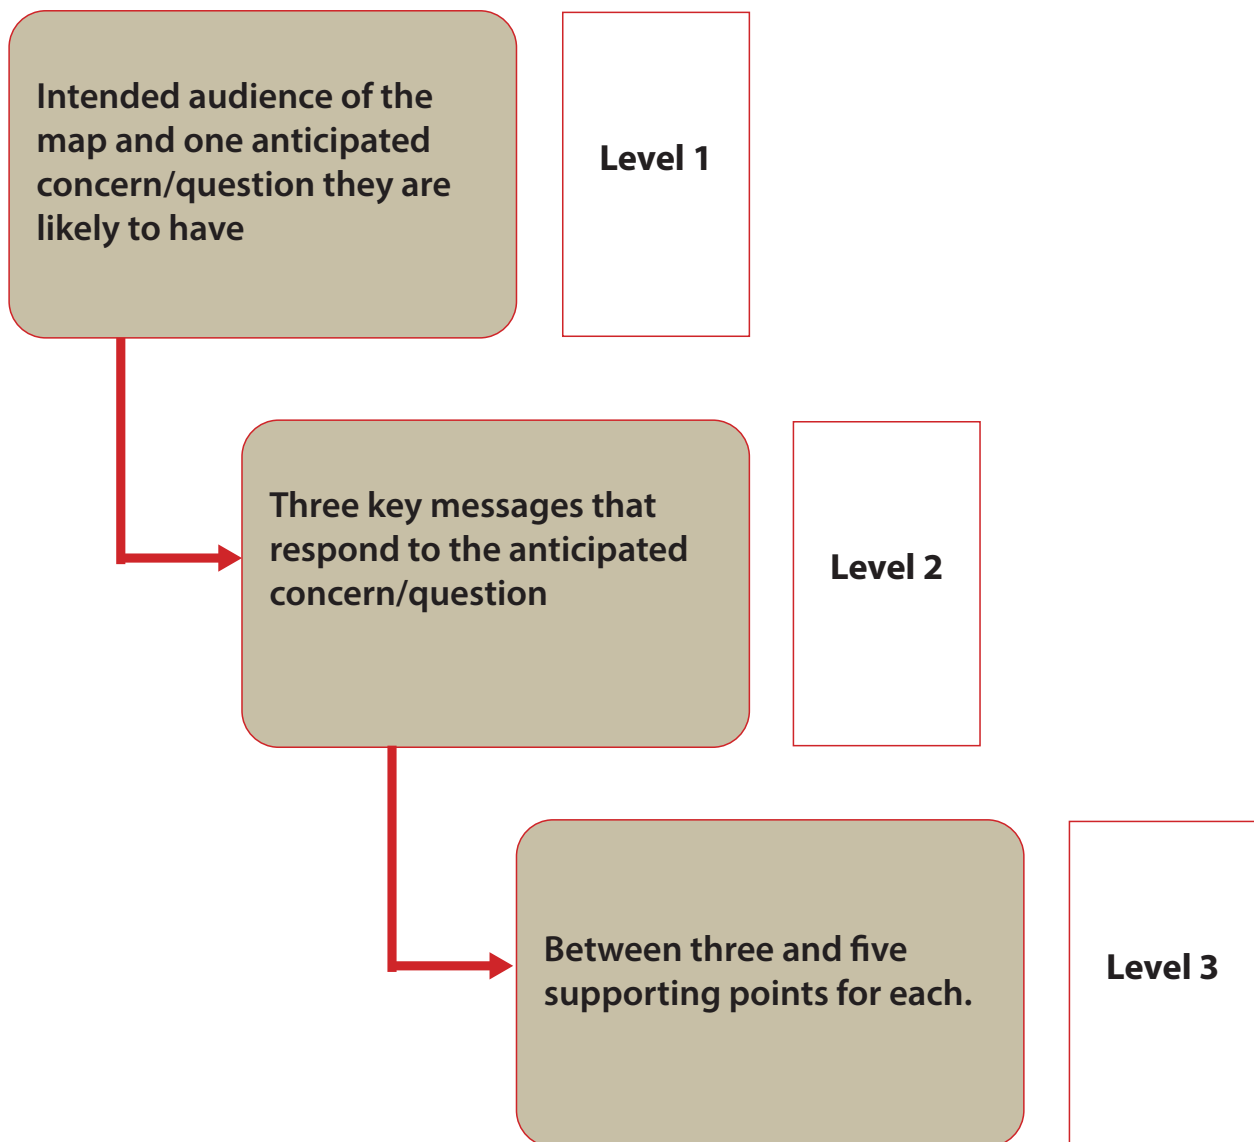 Intended audience of the
map and one anticipated
concern/question they are
likely to have
Level 1
Three key messages that
respond to the anticipated
concern/question
Level 2
Between three and five
supporting points for each.
Level 3